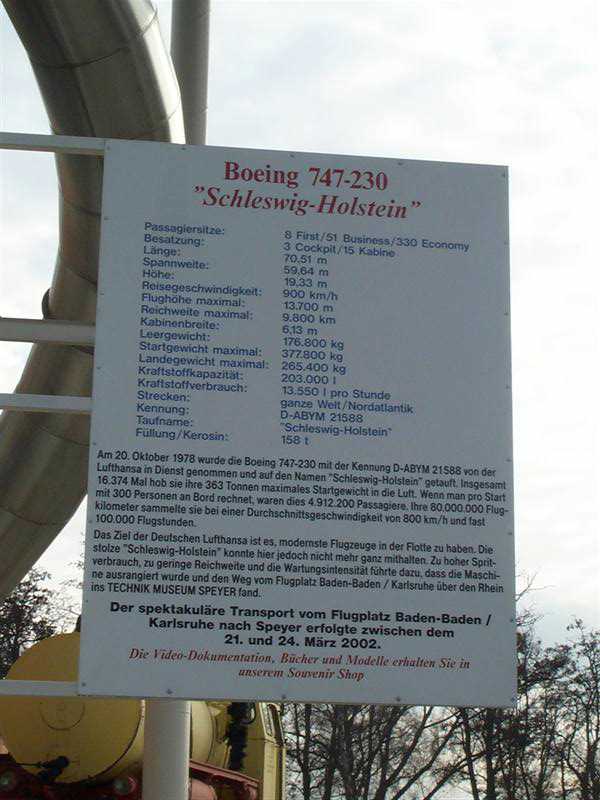 Boeing 747-230
"Schleswig-Holstein"
Passagiersitze: 8 First/51 Business/330 Economy
Besatzung: 3 Cockpit/15 Kabine
Länge: 70,51 m
Spannweite: 59,64 m
Höhe: 19,33 m
Reisegeschwindigkeit: 900 km/h
Flughöhe maximal: 13.700 m
Reichweite maximal: 9.800 km
Kabinenbreite: 6,13 m
Leergewicht: 176.800 kg
Startgewicht maximal: 377.800 kg
Landegewicht maximal: 265.400 kg
Kraftstoffkapazität: 203.000 l
Kraftstoffverbrauch: 13.550 l pro Stunde
Strecken: ganze Welt/Nordatlantik
Kennung: D-ABYM 21588
Taufname: "Schleswig-Holstein"
Füllung/Kerosin: 158 t
Am 20. Oktober 1978 wurde die Boeing 747-230 mit der Kennung D-ABYM 21588 von der
Lufthansa in Dienst genommen und auf den Namen "Schleswig-Holstein" getauft. Insgesamt
16.374 Mal hob sie ihre 363 Tonnen maximales Startgewicht in die Luft. Wenn man pro Start
mit 300 Personen an Bord rechnet, waren dies 4.912.200 Passagiere. Ihre 80.000.000 Flug-
kilometer sammelte sie bei einer Durchschnittsgeschwindigkeit von 800 km/h und fast
100.000 Flugstunden.
Das Ziel der Deutschen Lufthansa ist es, modernste Flugzeuge in der Flotte zu haben. Die
stolze "Schleswig-Holstein" konnte hier jedoch nicht mehr ganz mithalten. Zu hoher Sprit-
verbrauch, zu geringe Reichweite und die Wartungsintensität führte dazu, dass die Maschi-
ne ausrangiert wurde und den Weg vom Flugplatz Baden-Baden / Karlsruhe über den Rhein
ins TECHNIK MUSEUM SPEYER fand.
Der spektakuläre Transport vom Flugplatz Baden-Baden /
Karlsruhe nach Speyer erfolgte zwischen dem
21. und 24. März 2002.
Die Video-Dokumentation, Bücher und Modelle erhalten Sie in
unserem Souvenir Shop